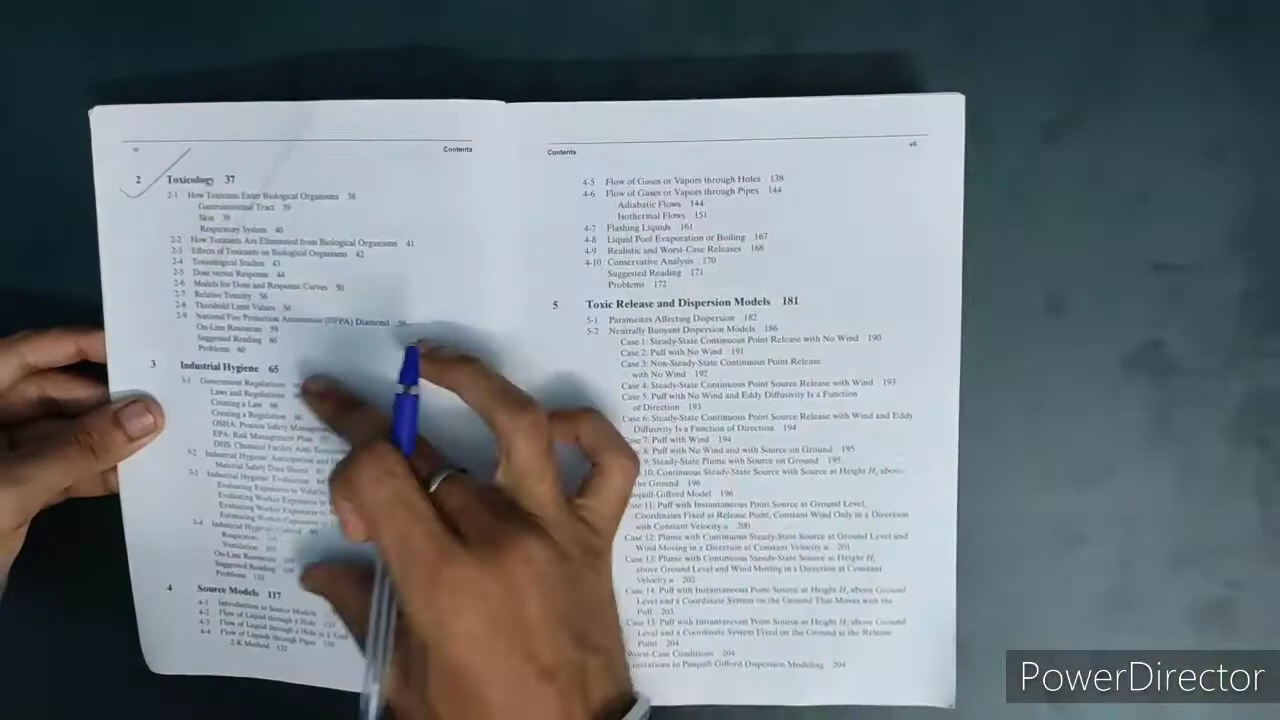 Contents
2 Toxicology 37
2-1 How Toxicants Enter Biological Organisms 38
Gastrointestinal Tract 39
Skin 39
Respiratory System 40
2-2 How Toxicants Are Eliminated from Biological Organisms 41
2-3 Effects of Toxicants on Biological Organisms 42
2-4 Toxicological Studies 43
2-5 Dose versus Response 44
2-6 Models for Dose and Response Curves 50
2-7 Relative Toxicity 56
2-8 Threshold Limit Values 56
2-9 National Fire Protection Association (NFPA) Diamond
On-Line Resources 59
Suggested Reading 60
Problems 60
3 Industrial Hygiene 65
3-1 Government Regulations
Laws and Regulations
Creating a Law 66
Creating a Regulation
OSHA: Process Safety
EPA: Risk Management Plan
DHS: Chemical Facility
3-2 Industrial Hygiene: Anticipation and
Material Safety Data Sheets
3-3 Industrial Hygiene: Evaluation
Evaluating Exposures to
Evaluating Worker Exposures
Evaluating Worker Exposures
Estimating Worker Exposures
3-4 Industrial Hygiene:
Ventilation
On-Line Resources
Suggested Reading
Problems
4 Source Models 117
4-1 Introduction to Source Models
4-2 Flow of Liquid through a Hole
4-3 Flow of Liquid through a Hole in a
4-4 Flow of Liquids through Pipes
2-K Method 132
Contents vii
4-5 Flow of Gases or Vapors through Holes 138
4-6 Flow of Gases or Vapors through Pipes 144
Adiabatic Flows 144
Isothermal Flows 151
4-7 Flashing Liquids 161
4-8 Liquid Pool Evaporation or Boiling 167
4-9 Realistic and Worst-Case Releases 168
4-10 Conservative Analysis 170
Suggested Reading 171
Problems 172
5 Toxic Release and Dispersion Models 181
5-1 Parameters Affecting Dispersion 182
5-2 Neutrally Buoyant Dispersion Models 186
Case 1: Steady-State Continuous Point Release with No Wind 190
Case 2: Puff with No Wind 191
Case 3: Non-Steady-State Continuous Point Release
with No Wind 192
Case 4: Steady-State Continuous Point Source Release with Wind 193
Case 5: Puff with No Wind and Eddy Diffusivity Is a Function
of Direction 193
Case 6: Steady-State Continuous Point Source Release with Wind and Eddy
Diffusivity Is a Function of Direction 194
Case 7: Puff with Wind 194
8: Puff with No Wind and with Source on Ground 195
9: Steady-State Plume with Source on Ground 195
10: Continuous Steady-State Source with Source at Height H, above
the Ground 196
Pasquill-Gifford Model 196
11: Puff with Instantaneous Point Source at Ground Level,
Coordinates Fixed at Release Point, Constant Wind Only in x Direction
with Constant Velocity u 200
Case 12: Plume with Continuous Steady-State Source at Ground Level and
Wind Moving in x Direction at Constant Velocity u 201
Case 13: Plume with Continuous Steady-State Source at Height H,
above Ground Level and Wind Moving in x Direction at Constant
Velocity u 202
Case 14: Puff with Instantaneous Point Source at Height H, above Ground
Level and a Coordinate System on the Ground That Moves with the
Puff 203
Case 15: Puff with Instantaneous Point Source at Height H, above Ground
Level and a Coordinate System Fixed on the Ground at the Release
Point 204
Worst-Case Conditions 204
Limitations to Pasquill-Gifford Dispersion Modeling 204
PowerDirector